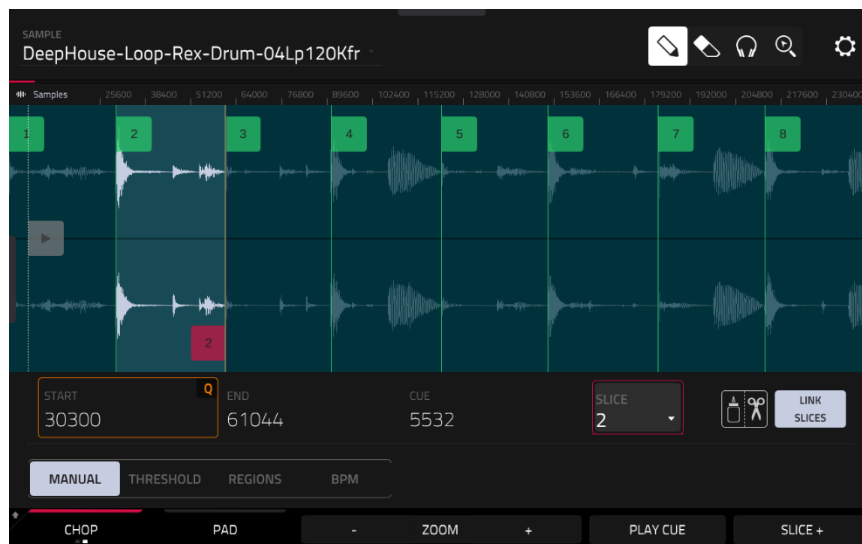 SAMPLE
DeepHouse-Loop-Rex-Drum-04Lp120Kfr
Samples 25600 38400 51200 64000 76800 89600 102400 115200 128000 140800 153600 166400 179200 192000 204800 217600 230400
1 2 3 4 5 6 7 8
2
START Q END CUE SLICE
30300 61044 5532 2
LINK
SLICES
MANUAL THRESHOLD REGIONS BPM
CHOP PAD - ZOOM + PLAY CUE SLICE +